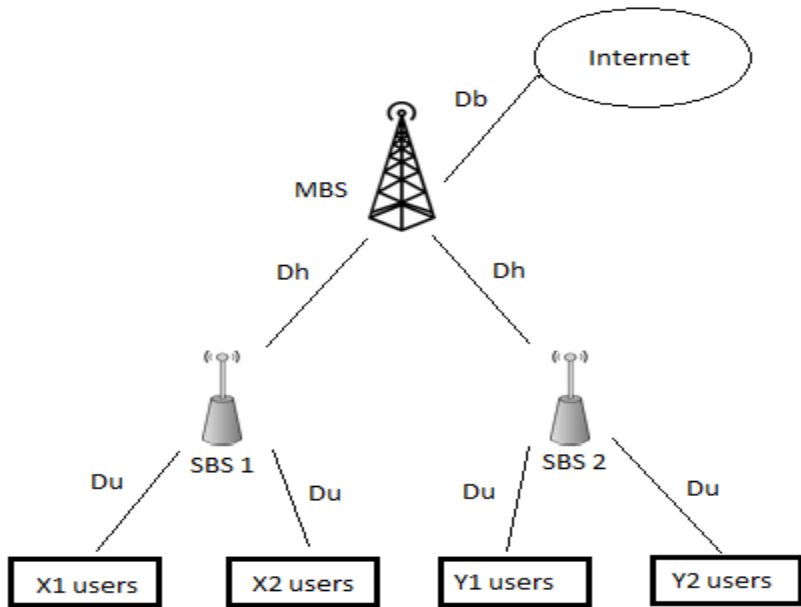 Internet
Db
MBS
Dh
Dh
SBS 1
SBS 2
Du
Du
Du
Du
X1 users
X2 users
Y1 users
Y2 users